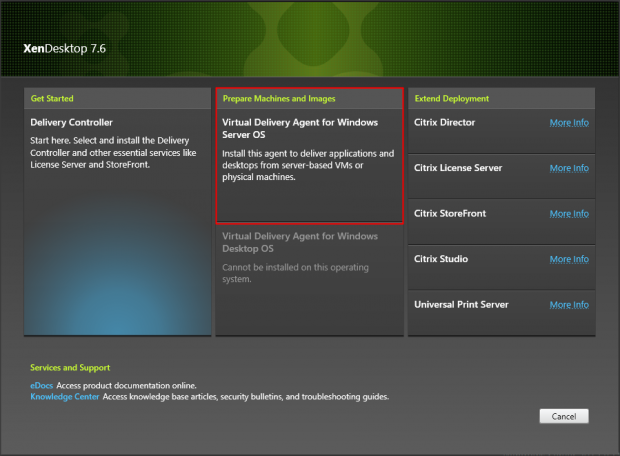 XenDesktop 7.6
Get Started
Delivery Controller
Start here. Select and install the Delivery
Controller and other essential services like
License Server and StoreFront.
Prepare Machines and Images
Virtual Delivery Agent for Windows
Server OS
Install this agent to deliver applications and
desktops from server-based VMs or
physical machines.
Virtual Delivery Agent for Windows
Desktop OS
Cannot be installed on this operating
system.
Extend Deployment
Citrix Director More Info
Citrix License Server More Info
Citrix StoreFront More Info
Citrix Studio More Info
Universal Print Server More Info
Services and Support
eDocs Access product documentation online.
Knowledge Center Access knowledge base articles, security bulletins, and troubleshooting guides.
Cancel